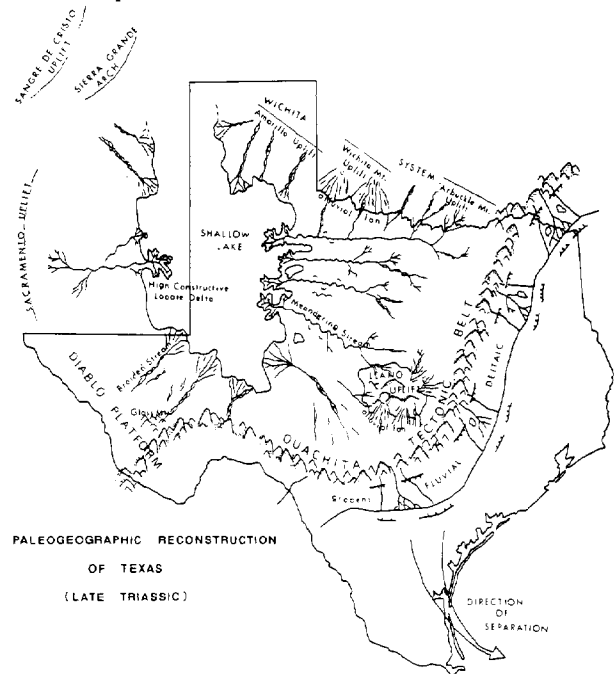 SANGRE DE CRISTO
UPLIFT
SIERRA GRANDE
ARCH
WICHITA
Amarillo Uplift
Wichita Mt.
Uplift
SYSTEM
Arbuckle Mt.
Uplift
SACRAMENTO UPLIFT
SHALLOW
LAKE
High Constructive
Lobate Delta
Meandering Stream
Braided Stream
DIABLO
PLATFORM
LLANO
UPLIFT
OUACHITA
TECTONIC
BELT
DELTAIC
FLUVIAL
Graben
PALEOGEOGRAPHIC RECONSTRUCTION
OF TEXAS
(LATE TRIASSIC)
DIRECTION
OF
SEPARATION